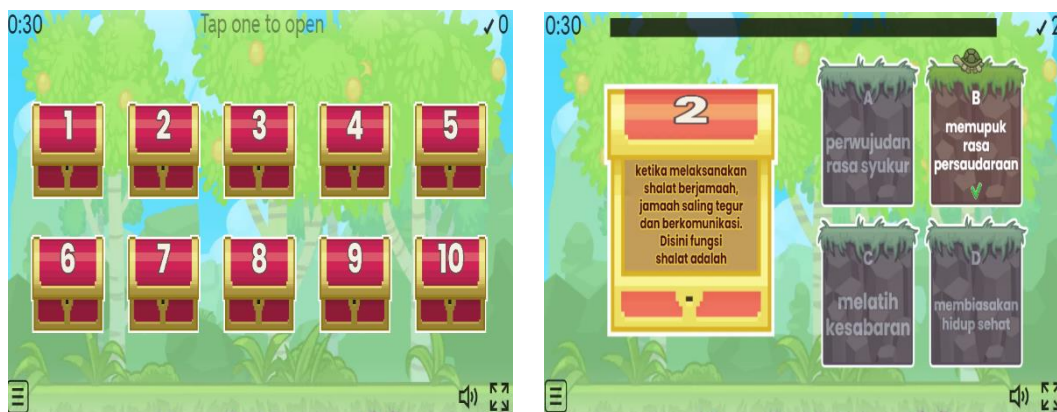 0:30
Tap one to open
✓0
1
2
3
4
5
6
7
8
9
10
0:30
✓2
2
ketika melaksanakan
shalat berjamaah,
jamaah saling tegur
dan berkomunikasi.
Disini fungsi
shalat adalah
A
perwujudan
rasa syukur
B
memupuk
rasa
persaudaraan
C
melatih
kesabaran
D
membiasakan
hidup sehat